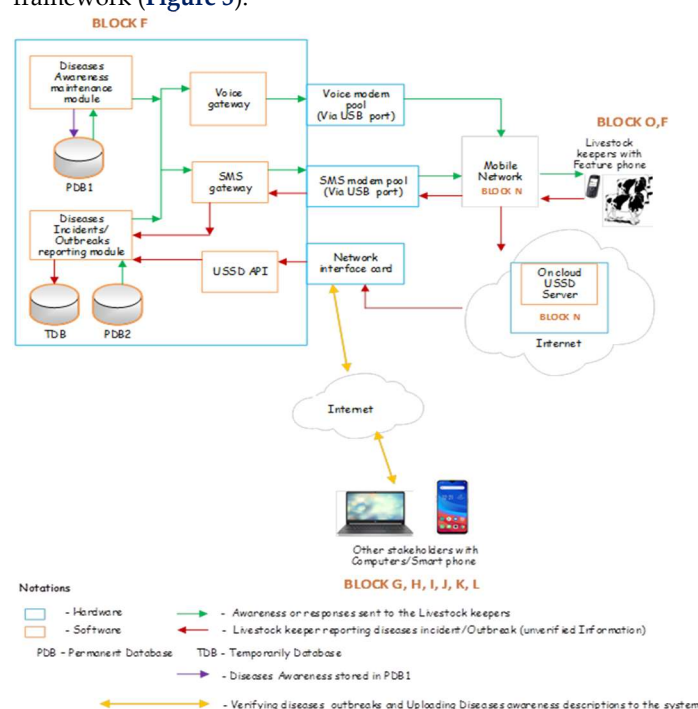 framework (Figure 3).
BLOCK F
Diseases
Awareness
maintenance
module
PDB1
Voice
gateway
Voice modem
pool
(Via USB port)
SMS
gateway
SMS modem pool
(Via USB port)
Mobile
Network
BLOCK N
BLOCK O,F
Livestock
keepers with
Feature phone
Diseases
Incidents/
Outbreaks
reporting module
USSD API
Network
interface card
TDB
PDB2
On cloud
USSD
Server
BLOCK N
Internet
Internet
Other stakeholders with
Computers/Smart phone
BLOCK G, H, I, J, K, L
Notations
- Hardware
- Awareness or responses sent to the Livestock keepers
- Software
- Livestock keeper reporting diseases incident/Outbreak (unverified Information)
PDB - Permanent Database TDB - Temporarily Database
- Diseases Awareness stored in PDB1
- Verifying diseases outbreaks and Uploading Diseases awareness descriptions to the system